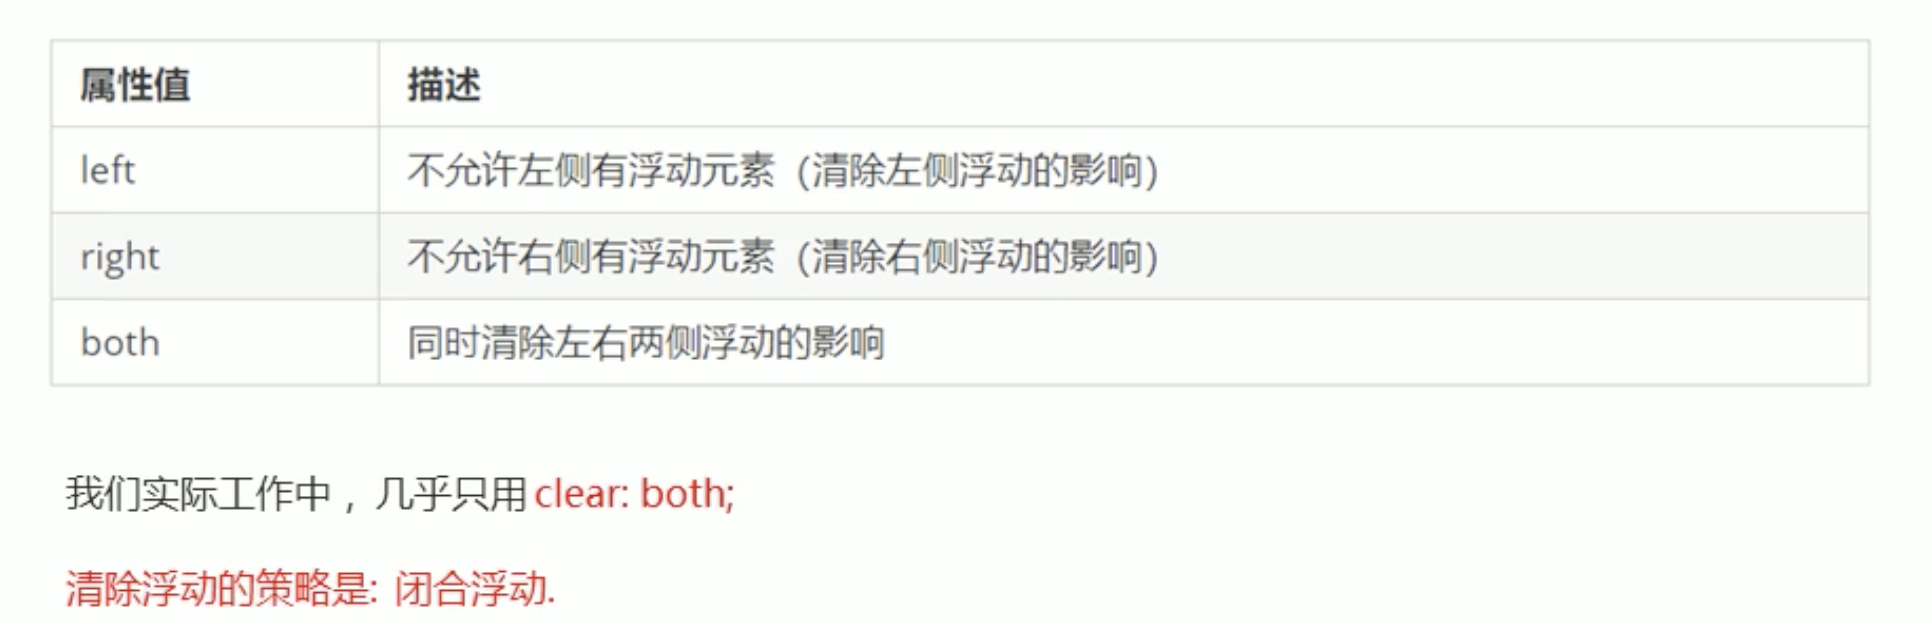 属性值 描述
left 不允许左侧有浮动元素（清除左侧浮动的影响）
right 不允许右侧有浮动元素（清除右侧浮动的影响）
both 同时清除左右两侧浮动的影响
我们实际工作中，几乎只用 clear: both;
清除浮动的策略是: 闭合浮动.